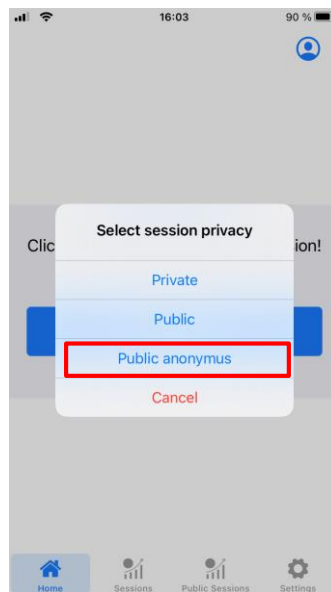 16:03
90 %
Select session privacy
Clic
ion!
Private
Public
Public anonymus
Cancel
Home
Sessions
Public Sessions
Settings